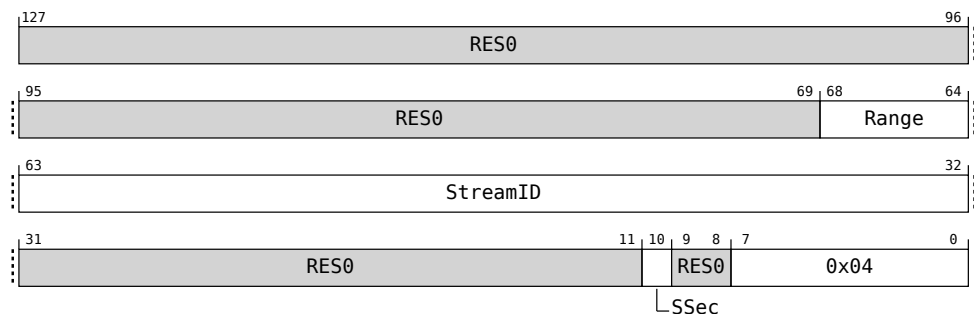 127 96
RES0
95 69 68 64
RES0 Range
63 32
StreamID
31 11 10 9 8 7 0
RES0 RES0 0x04
SSec